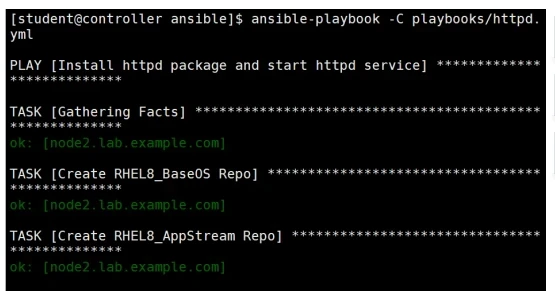 [student@controller ansible]$ ansible-playbook -C playbooks/httpd.
yml
PLAY [Install httpd package and start httpd service] *************
**************
TASK [Gathering Facts] *******************************************
**************
ok: [node2.lab.example.com]
TASK [Create RHEL8_BaseOS Repo] **********************************
**************
ok: [node2.lab.example.com]
TASK [Create RHEL8_AppStream Repo] *******************************
**************
ok: [node2.lab.example.com]